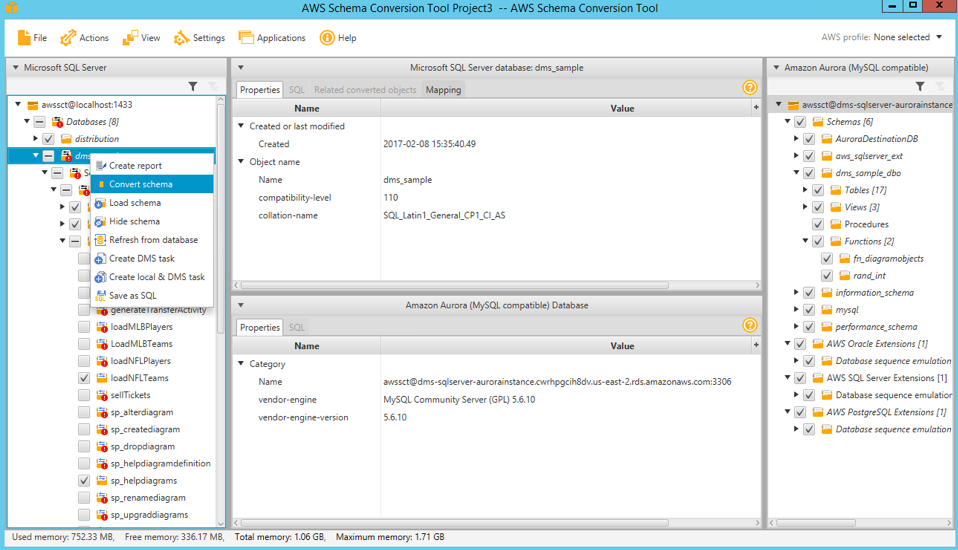 AWS Schema Conversion Tool Project3 -- AWS Schema Conversion Tool
File Actions View Settings Applications Help AWS profile: None selected
Microsoft SQL Server
awssct@localhost:1433
Databases [8]
distribution
dms
Create report
Convert schema
Load schema
Hide schema
Refresh from database
Create DMS task
Create local & DMS task
Save as SQL
generateTransferActivity
loadMLBPlayers
LoadMLBTeams
loadNFLPlayers
loadNFLTeams
sellTickets
sp_alterdiagram
sp_creatediagram
sp_dropdiagram
sp_helpdiagramdefinition
sp_helpdiagrams
sp_renamediagram
sp_upgraddiagrams
Microsoft SQL Server database: dms_sample
Properties SQL Related converted objects Mapping
Name Value
Created or last modified
Created 2017-02-08 15:35:40.49
Object name
Name dms_sample
compatibility-level 110
collation-name SQL_Latin1_General_CP1_CI_AS
Amazon Aurora (MySQL compatible) Database
Properties SQL
Name Value
Category
Name awssct@dms-sqlserver-aurorainstance.cwrhpgcih8dv.us-east-2.rds.amazonaws.com:3306
vendor-engine MySQL Community Server (GPL) 5.6.10
vendor-engine-version 5.6.10
Amazon Aurora (MySQL compatible)
awssct@dms-sqlserver-aurorainstance
Schemas [6]
AuroraDestinationDB
aws_sqlserver_ext
dms_sample_dbo
Tables [17]
Views [3]
Procedures
Functions [2]
fn_diagramobjects
rand_int
information_schema
mysql
performance_schema
AWS Oracle Extensions [1]
Database sequence emulation
AWS SQL Server Extensions [1]
Database sequence emulation
AWS PostgreSQL Extensions [1]
Database sequence emulation
Used memory: 752.33 MB, Free memory: 336.17 MB, Total memory: 1.06 GB, Maximum memory: 1.71 GB